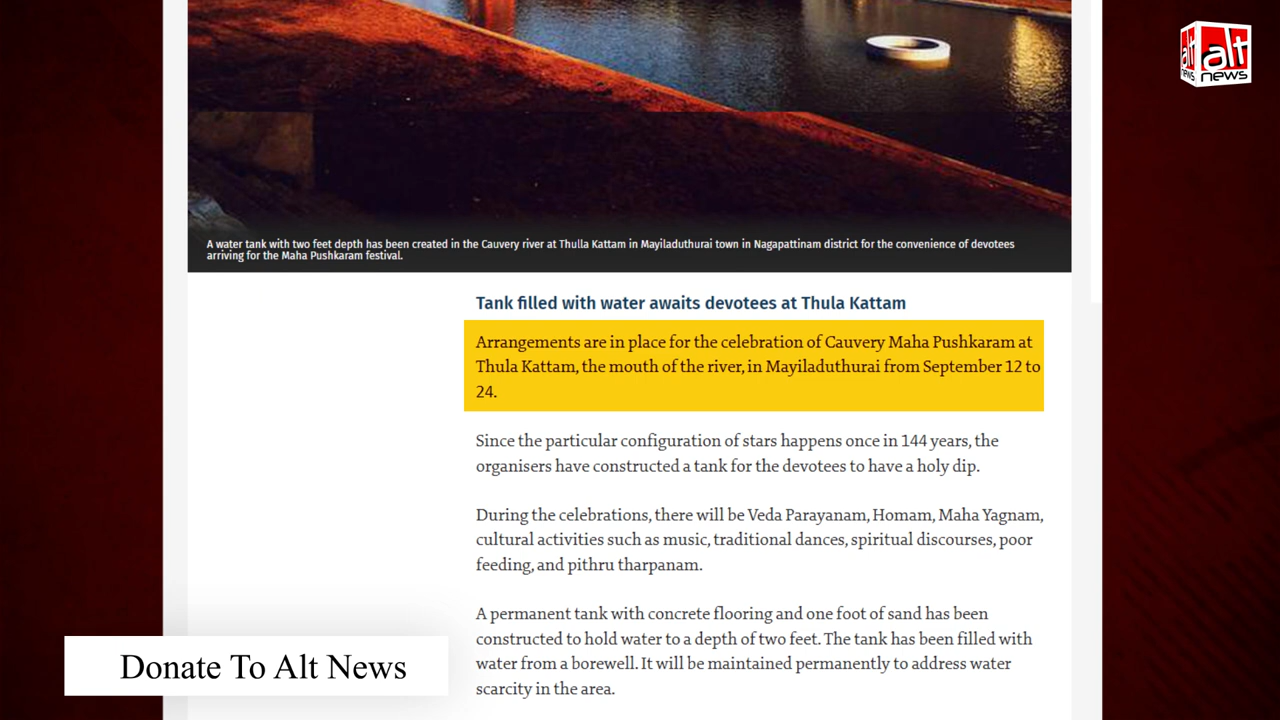 alt
news
alt
news
A water tank with two feet depth has been created in the Cauvery river at Thulla Kattam in Mayiladuthurai town in Nagapattinam district for the convenience of devotees
arriving for the Maha Pushkaram festival.
Tank filled with water awaits devotees at Thula Kattam
Arrangements are in place for the celebration of Cauvery Maha Pushkaram at
Thula Kattam, the mouth of the river, in Mayiladuthurai from September 12 to
24.
Since the particular configuration of stars happens once in 144 years, the
organisers have constructed a tank for the devotees to have a holy dip.
During the celebrations, there will be Veda Parayanam, Homam, Maha Yagnam,
cultural activities such as music, traditional dances, spiritual discourses, poor
feeding, and pithru tharpanam.
A permanent tank with concrete flooring and one foot of sand has been
constructed to hold water to a depth of two feet. The tank has been filled with
water from a borewell. It will be maintained permanently to address water
scarcity in the area.
Donate To Alt News